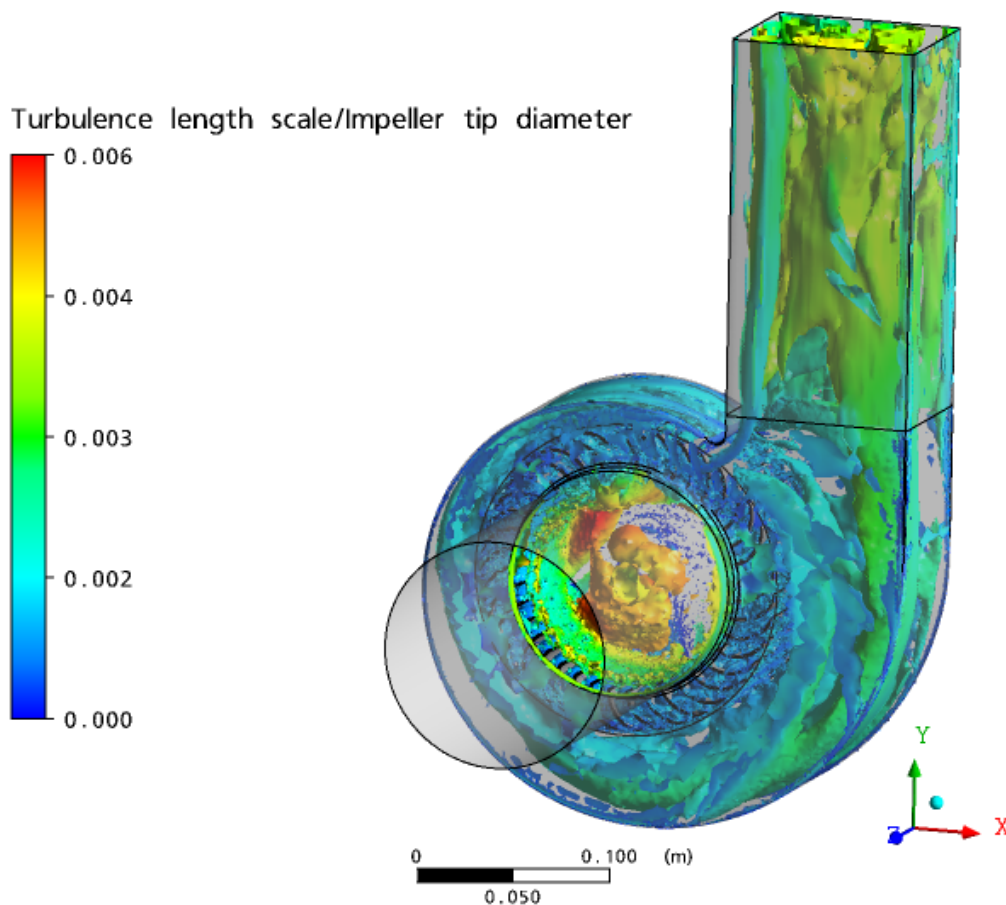 Turbulence length scale/Impeller tip diameter
0.006
0.004
0.003
0.002
0.000
Y
X
Z
0 0.100 (m)
0.050